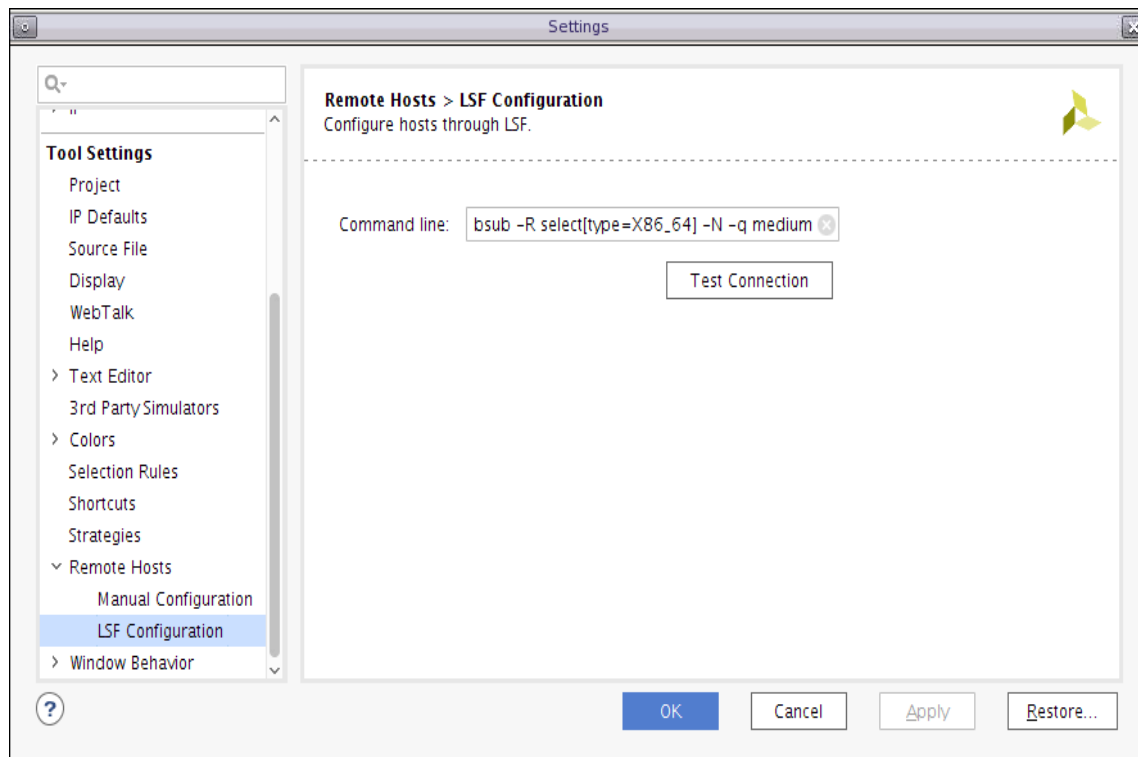 Settings
Tool Settings
Project
IP Defaults
Source File
Display
WebTalk
Help
Text Editor
3rd Party Simulators
Colors
Selection Rules
Shortcuts
Strategies
Remote Hosts
Manual Configuration
LSF Configuration
Window Behavior
Remote Hosts > LSF Configuration
Configure hosts through LSF.
Command line: bsub -R select[type=X86_64] -N -q medium
Test Connection
?
OK Cancel Apply Restore...